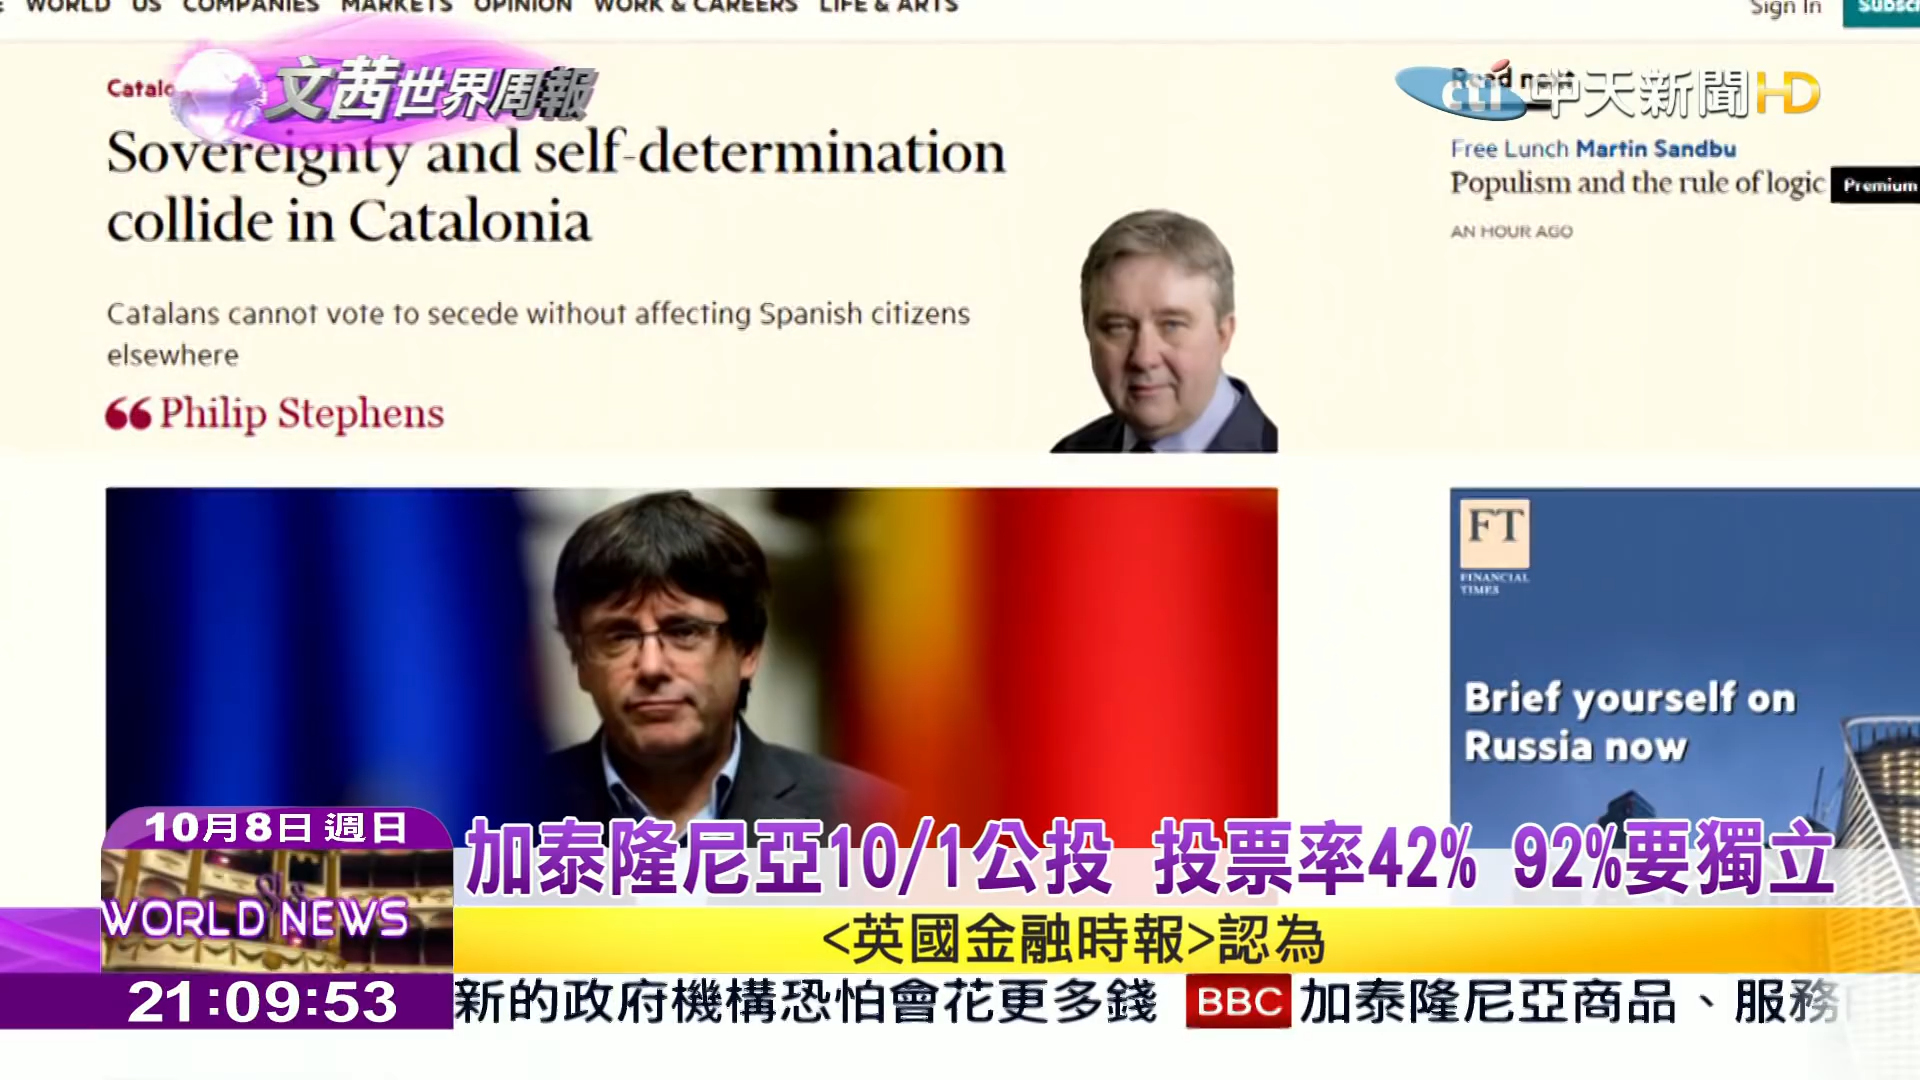 WORLD US COMPANIES MARKETS OPINION WORK & CAREERS LIFE & ARTS
Sign In
文茜世界周報
CTi 中天新聞HD
Sovereignty and self-determination
collide in Catalonia
Catalans cannot vote to secede without affecting Spanish citizens
elsewhere
Philip Stephens
Read next
Free Lunch Martin Sandbu
Populism and the rule of logic Premium
AN HOUR AGO
FT
FINANCIAL
TIMES
Brief yourself on
Russia now
10月8日 週日
加泰隆尼亞10/1公投 投票率42% 92%要獨立
WORLD NEWS
<英國金融時報>認為
21:09:53
新的政府機構恐怕會花更多錢 BBC 加泰隆尼亞商品、服務